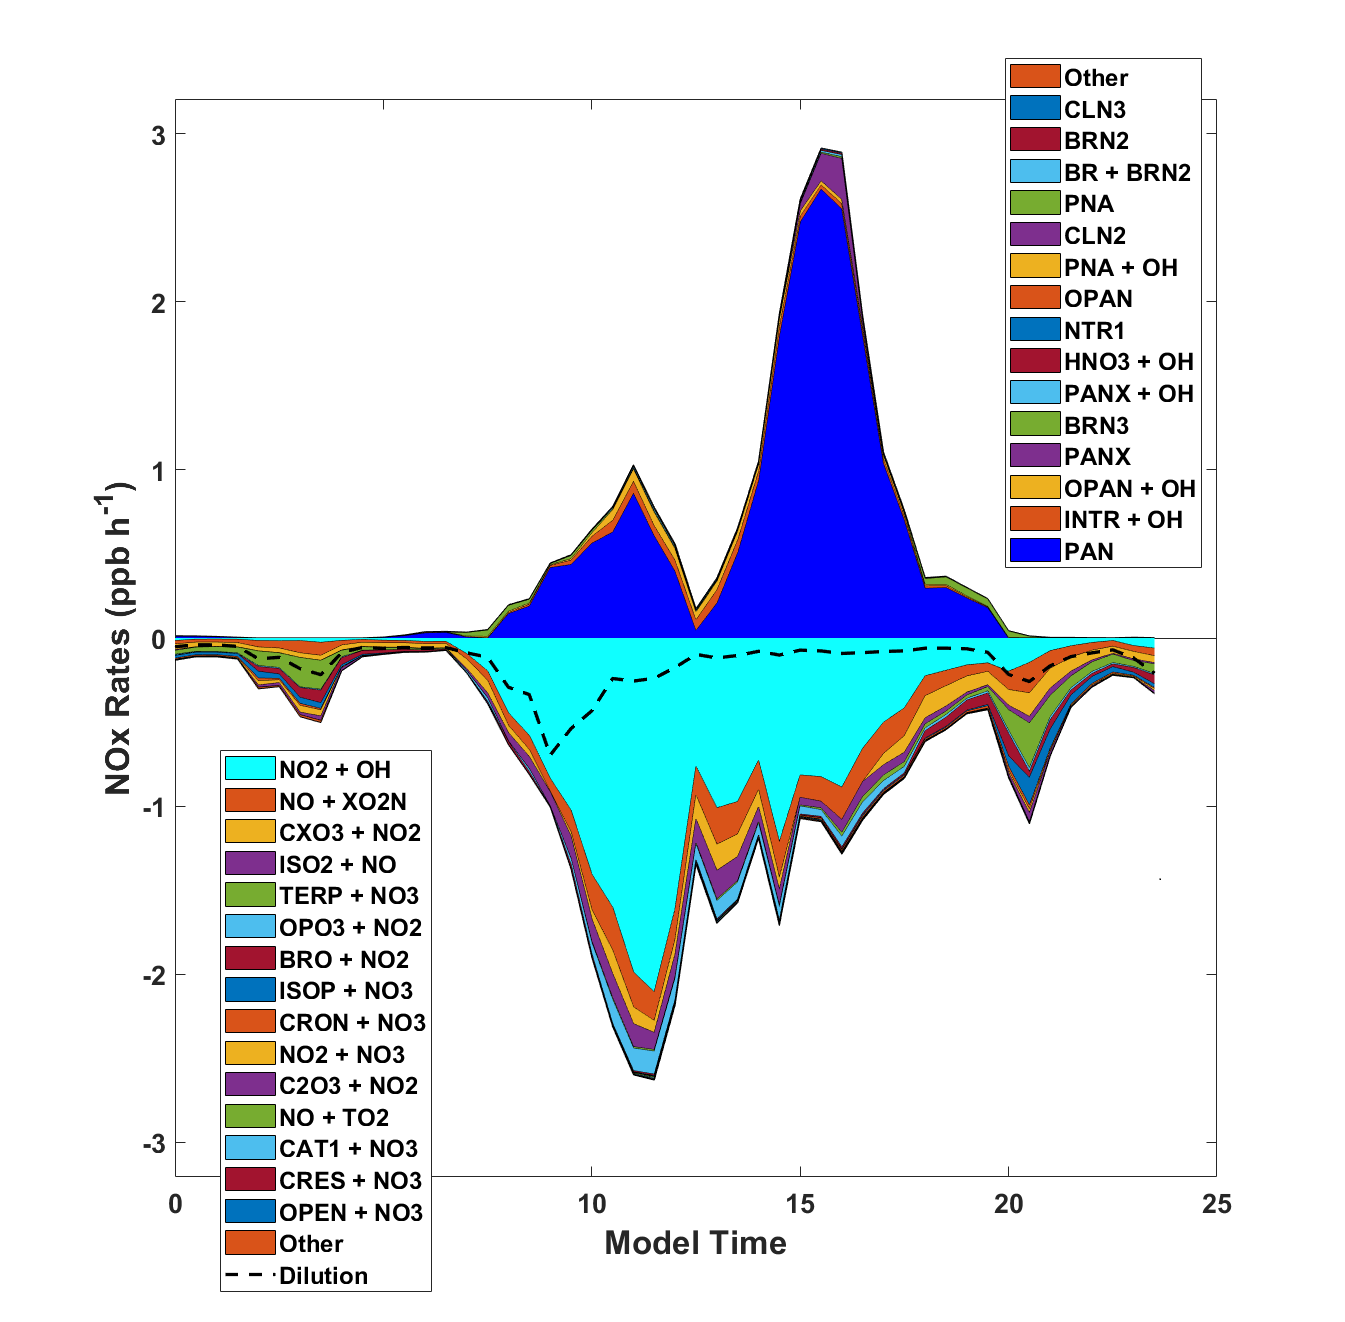 Other
CLN3
BRN2
BR + BRN2
PNA
CLN2
PNA + OH
OPAN
NTR1
HNO3 + OH
PANX + OH
BRN3
PANX
OPAN + OH
INTR + OH
PAN
3
2
1
0
-1
-2
-3
NOx Rates (ppb h-1)
NO2 + OH
NO + XO2N
CXO3 + NO2
ISO2 + NO
TERP + NO3
OPO3 + NO2
BRO + NO2
ISOP + NO3
CRON + NO3
NO2 + NO3
C2O3 + NO2
NO + TO2
CAT1 + NO3
CRES + NO3
OPEN + NO3
Other
Dilution
0 10 15 20 25
Model Time